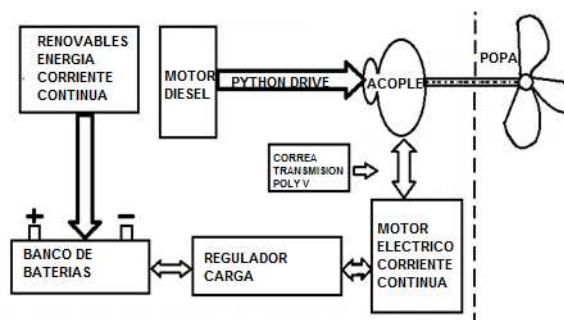 RENOVABLES
ENERGIA
CORRIENTE
CONTINUA
MOTOR
DIESEL
PYTHON DRIVE
ACOPLE
POPA
CORREA
TRANSMISION
POLY V
+ −
BANCO DE
BATERIAS
REGULADOR
CARGA
MOTOR
ELECTRICO
CORRIENTE
CONTINUA